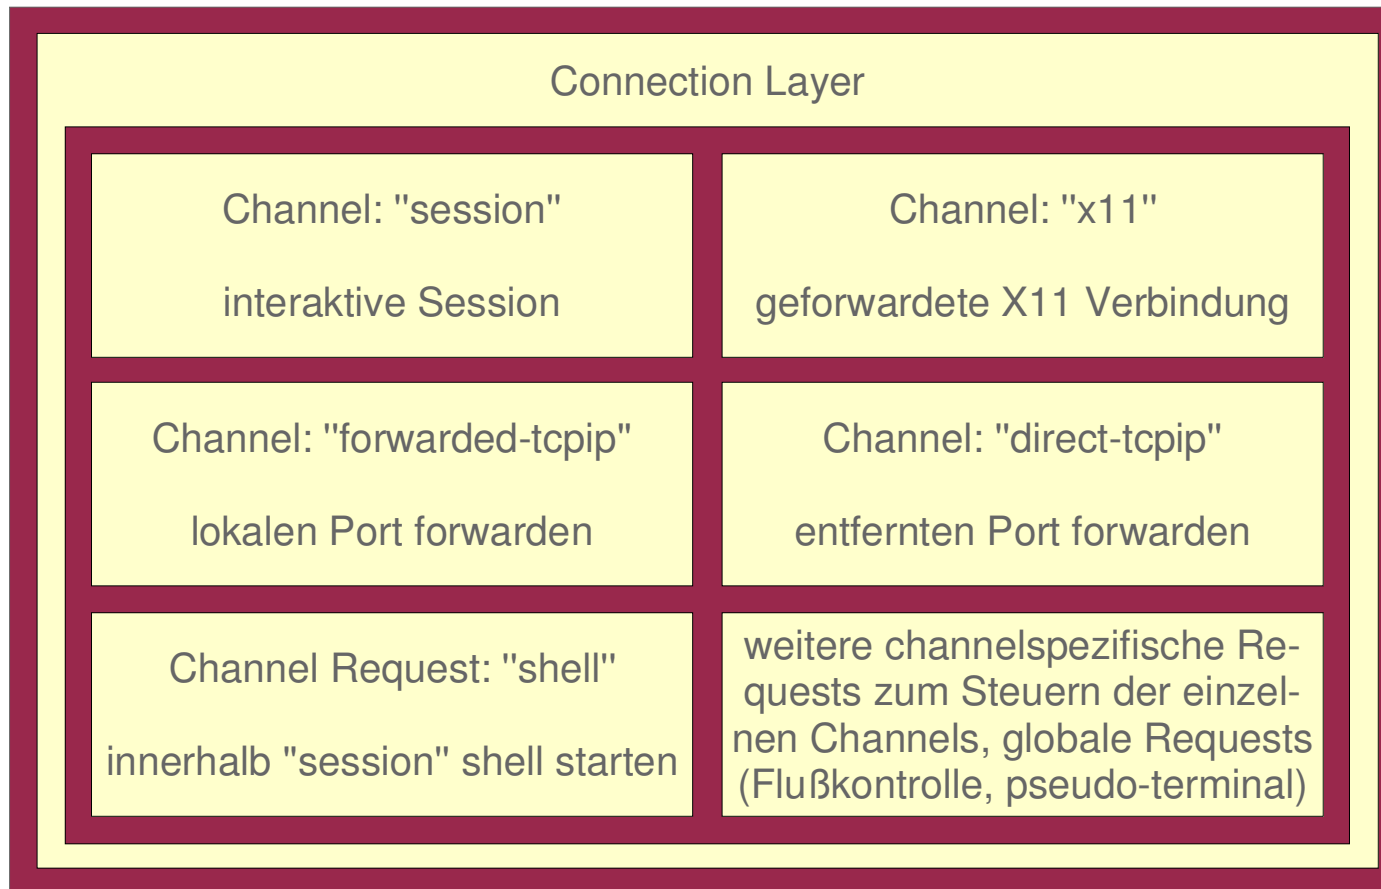 Connection Layer
Channel: "session"
interaktive Session
Channel: "x11"
geforwardete X11 Verbindung
Channel: "forwarded-tcpip"
lokalen Port forwarden
Channel: "direct-tcpip"
entfernten Port forwarden
Channel Request: "shell"
innerhalb "session" shell starten
weitere channelspezifische Re-
quests zum Steuern der einzel-
nen Channels, globale Requests
(Flußkontrolle, pseudo-terminal)